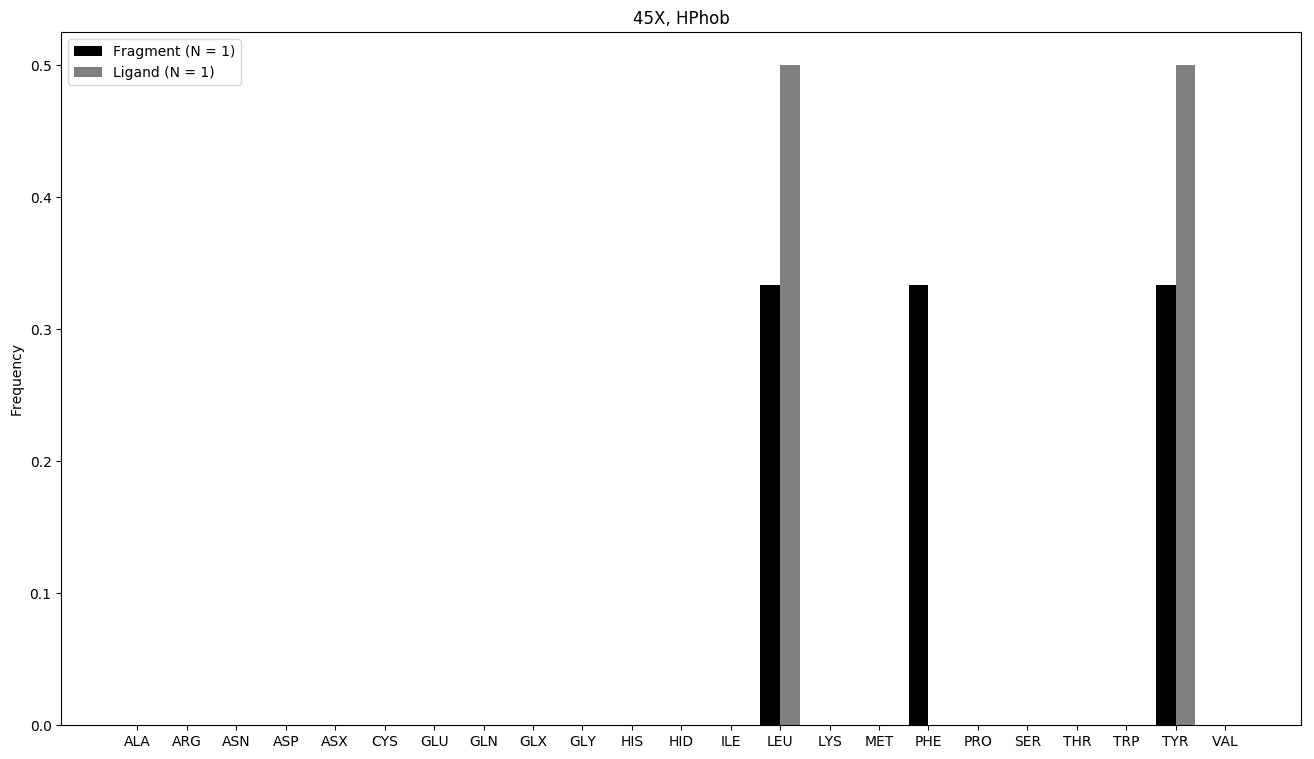 45X, HPhob
Fragment (N = 1)
Ligand (N = 1)
0.5
0.4
0.3
0.2
0.1
0.0
Frequency
ALA ARG ASN ASP ASX CYS GLU GLN GLX GLY HIS HID ILE LEU LYS MET PHE PRO SER THR TRP TYR VAL